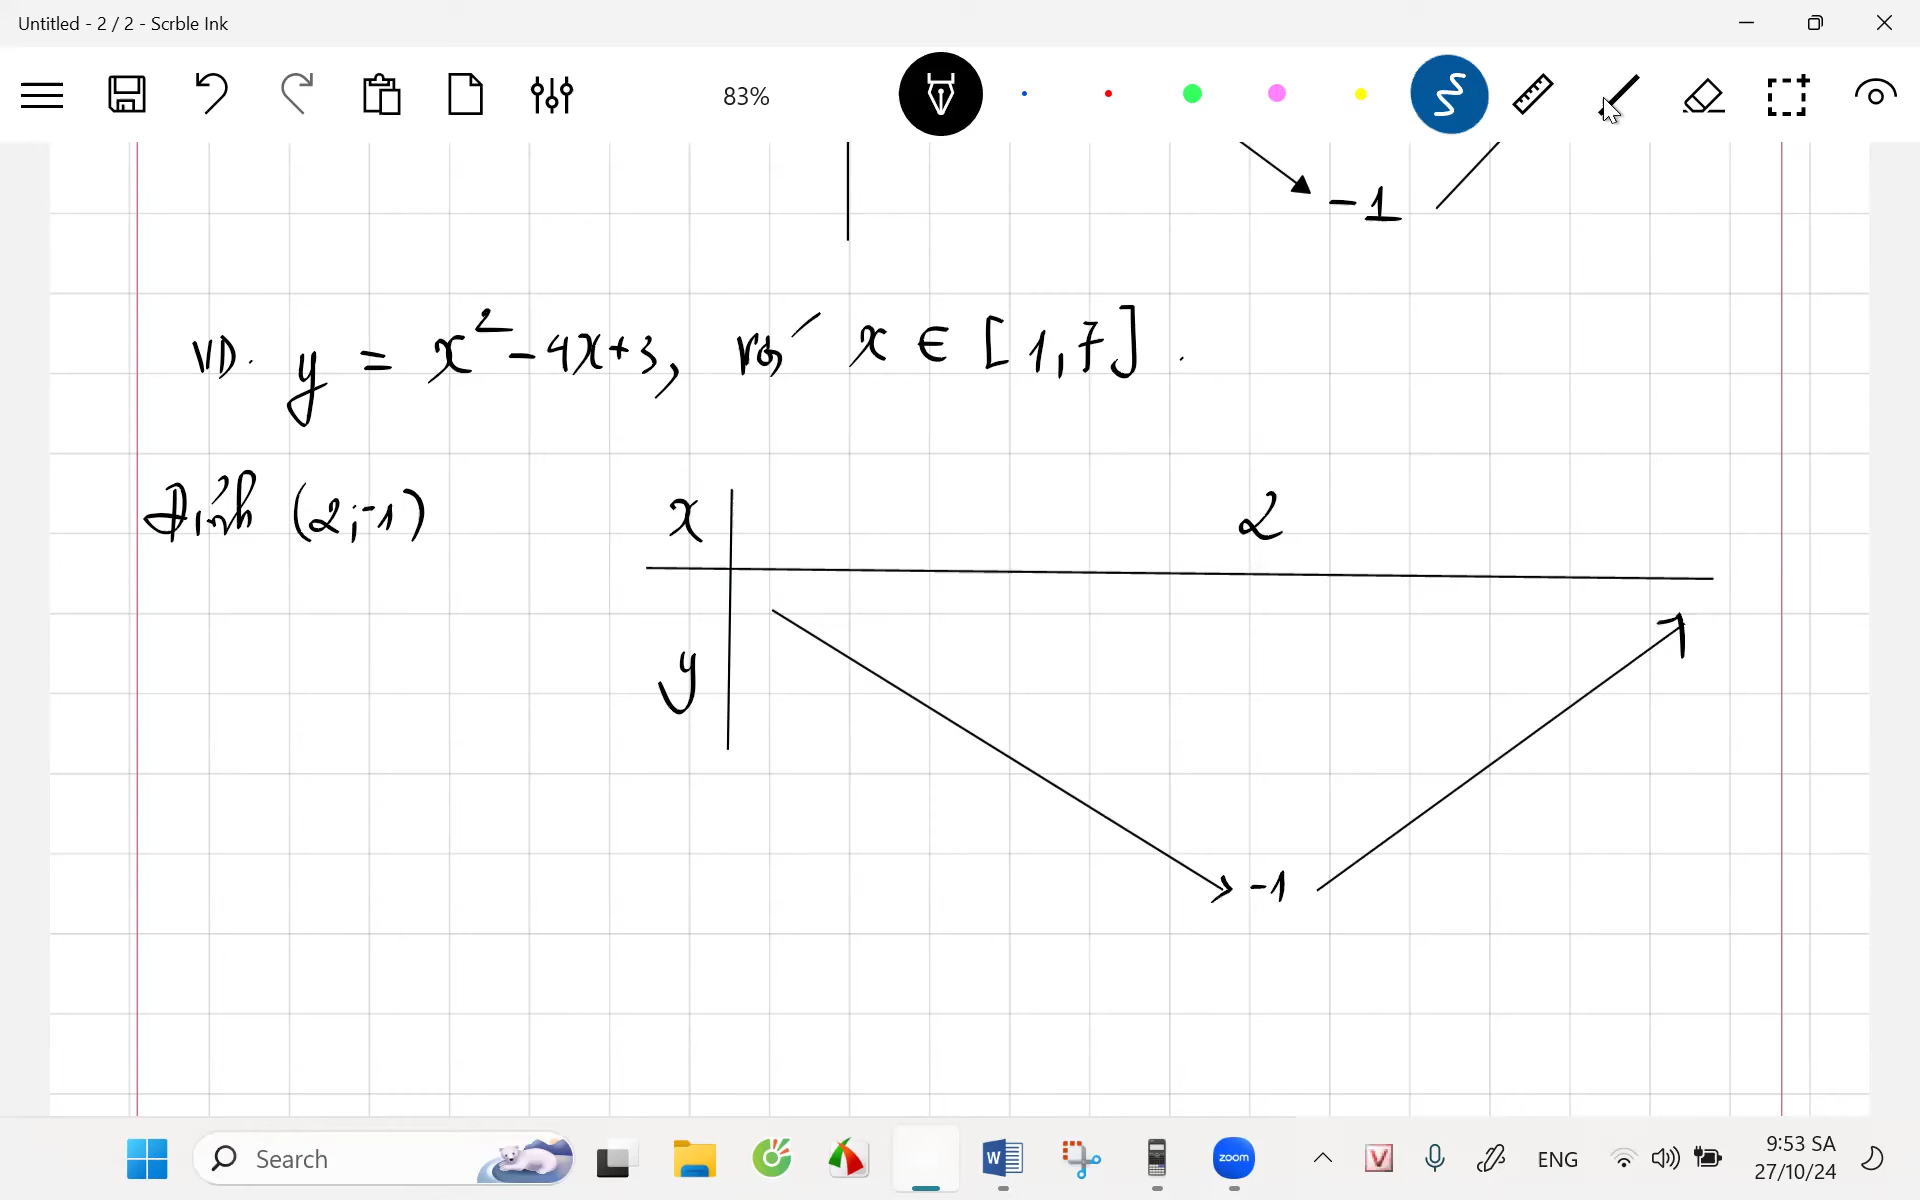 Untitled - 2 / 2 - Scrble Ink
83%
-1
VD. y = x² - 4x + 3, với x ∈ [1,7].
Đỉnh (2;-1)
x 2
y
-1
Search
W
zoom
V
ENG
9:53 SA
27/10/24